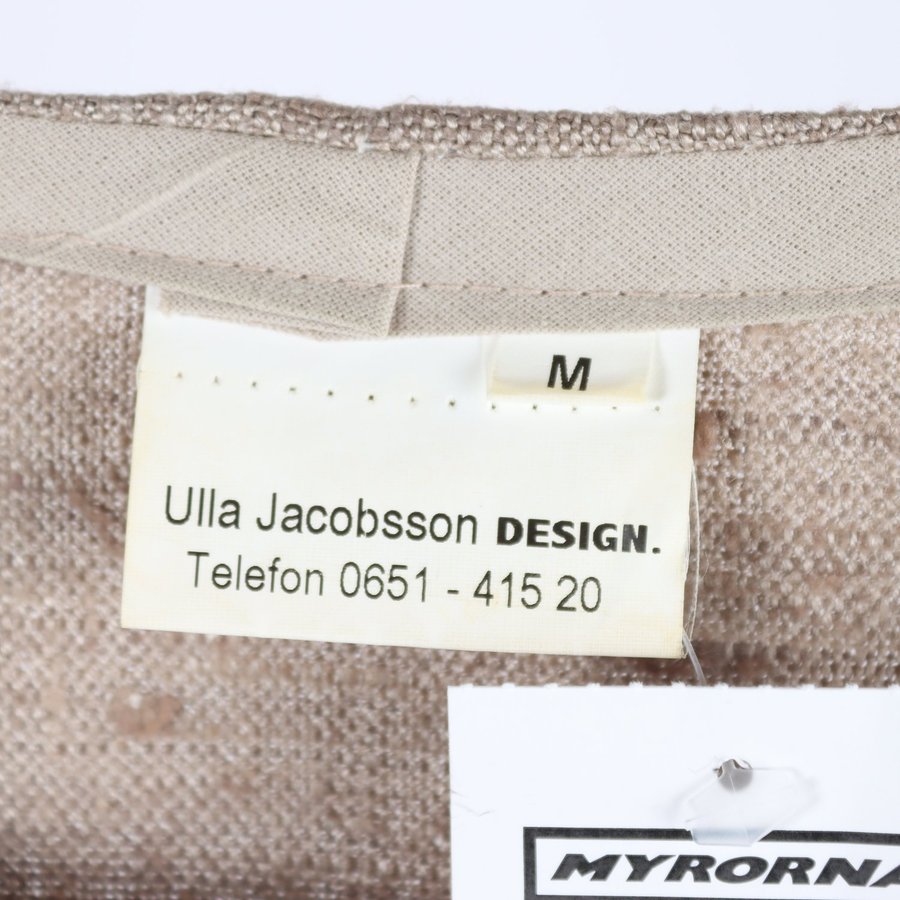 M
Ulla Jacobsson DESIGN.
Telefon 0651 - 415 20
MYRORNA